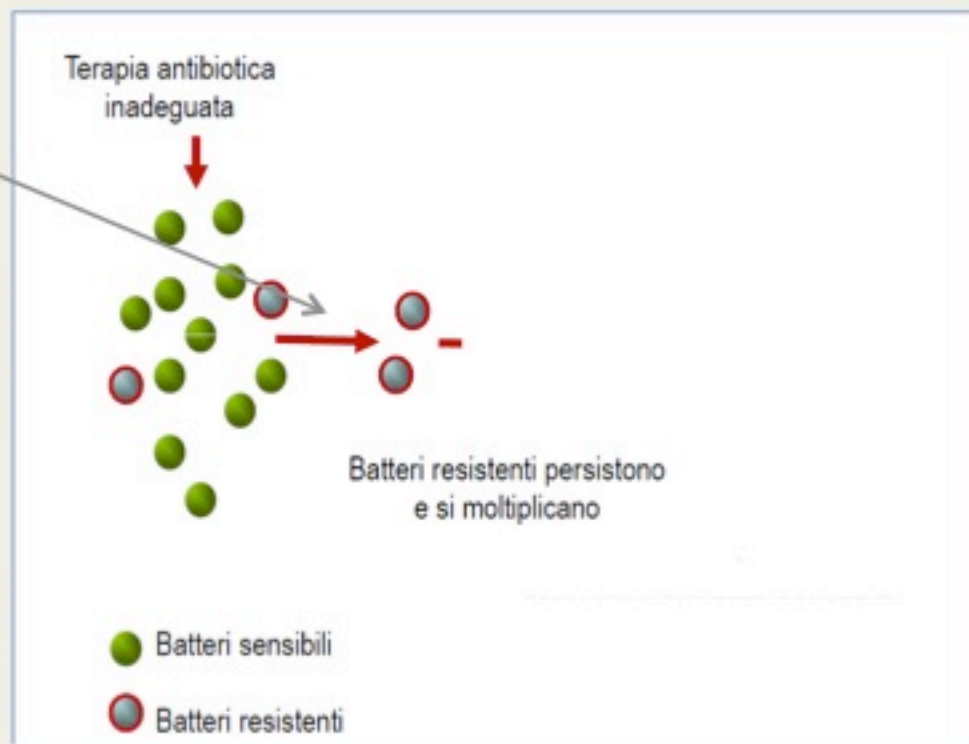 Terapia antibiotica
inadeguata
Batteri resistenti persistono
e si moltiplicano
Batteri sensibili
Batteri resistenti